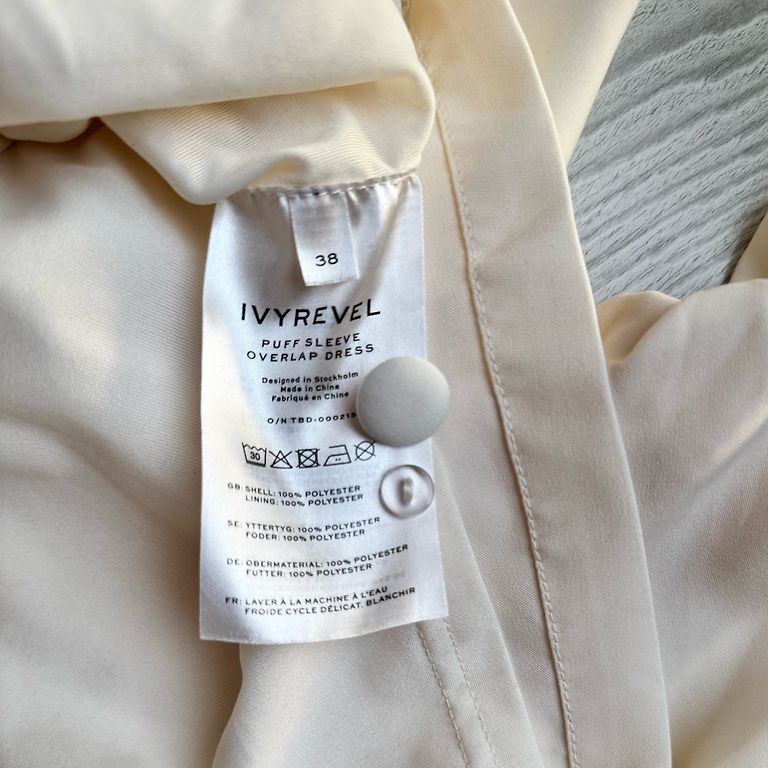 38
IVYREVEL
PUFF SLEEVE
OVERLAP DRESS
Designed in Stockholm
Made in China
Fabriqué en Chine
O/N TBD-000215
30
GB: SHELL: 100% POLYESTER
LINING: 100% POLYESTER
SE: YTTERTYG: 100% POLYESTER
FODER: 100% POLYESTER
DE: OBERMATERIAL: 100% POLYESTER
FUTTER: 100% POLYESTER
FR: LAVER À LA MACHINE À L'EAU
FROIDE CYCLE DÉLICAT. BLANCHIR